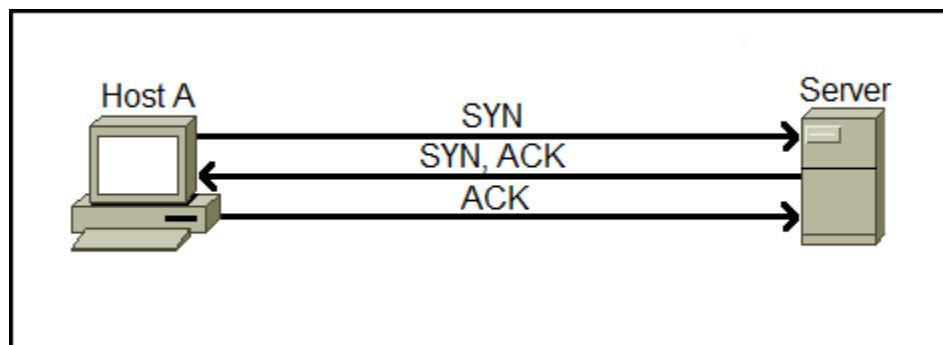 Host A
Server
SYN
SYN, ACK
ACK